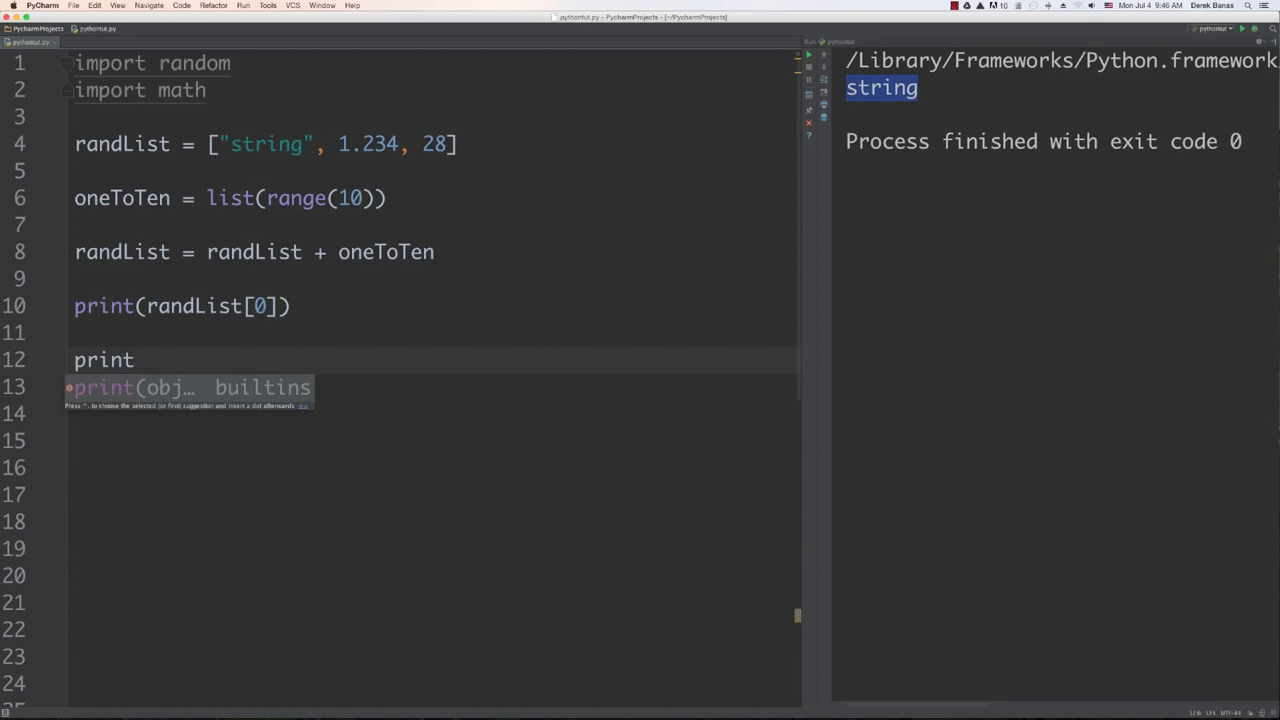 PyCharm File Edit View Navigate Code Refactor Run Tools VCS Window Help
10 Mon Jul 4 9:46 AM Derek Banas
pythontut.py - PycharmProjects - [~/PycharmProjects]
PycharmProjects pythontut.py
pythontut
pythontut.py
Run pythontut
1 import random
2 import math
3
4 randList = ["string", 1.234, 28]
5
6 oneToTen = list(range(10))
7
8 randList = randList + oneToTen
9
10 print(randList[0])
11
12 print
13 print(obj… builtins
Press ^. to choose the selected (or first) suggestion and insert a dot afterwards >>
14
15
16
17
18
19
20
21
22
23
24
/Library/Frameworks/Python.framework
string
Process finished with exit code 0
12:6 LF÷ UTF-8÷